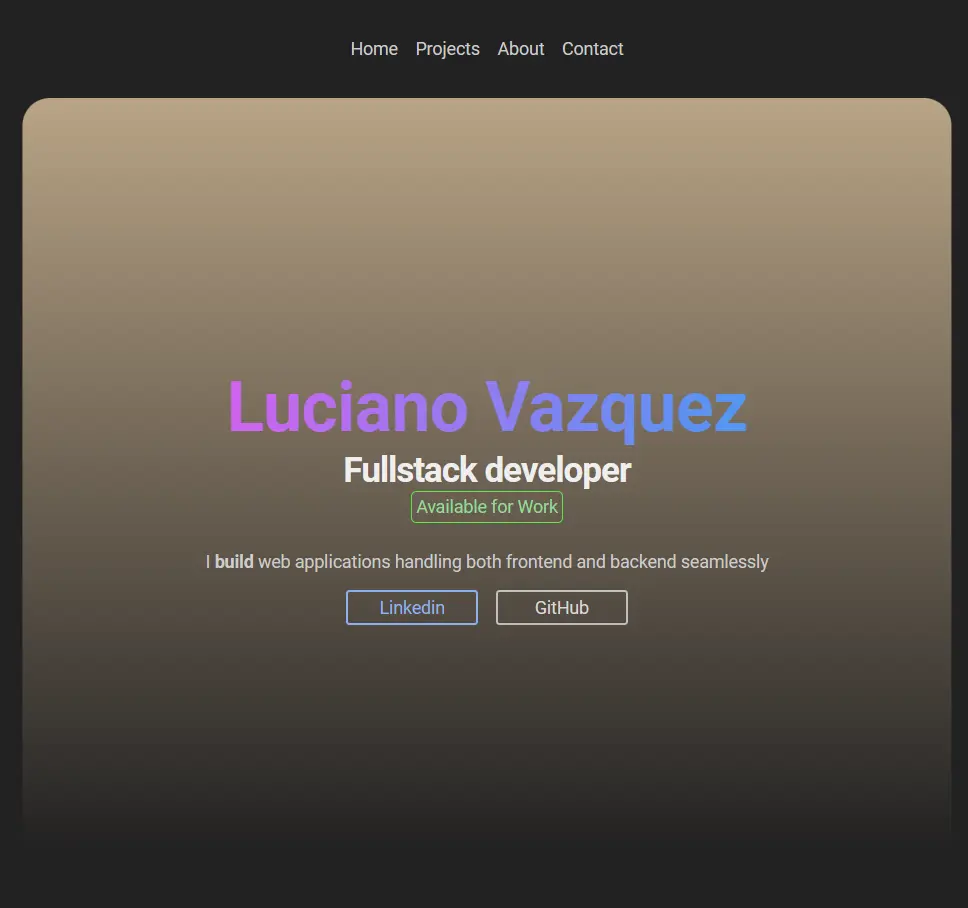 Home Projects About Contact
Luciano Vazquez
Fullstack developer
Available for Work
I build web applications handling both frontend and backend seamlessly
Linkedin GitHub